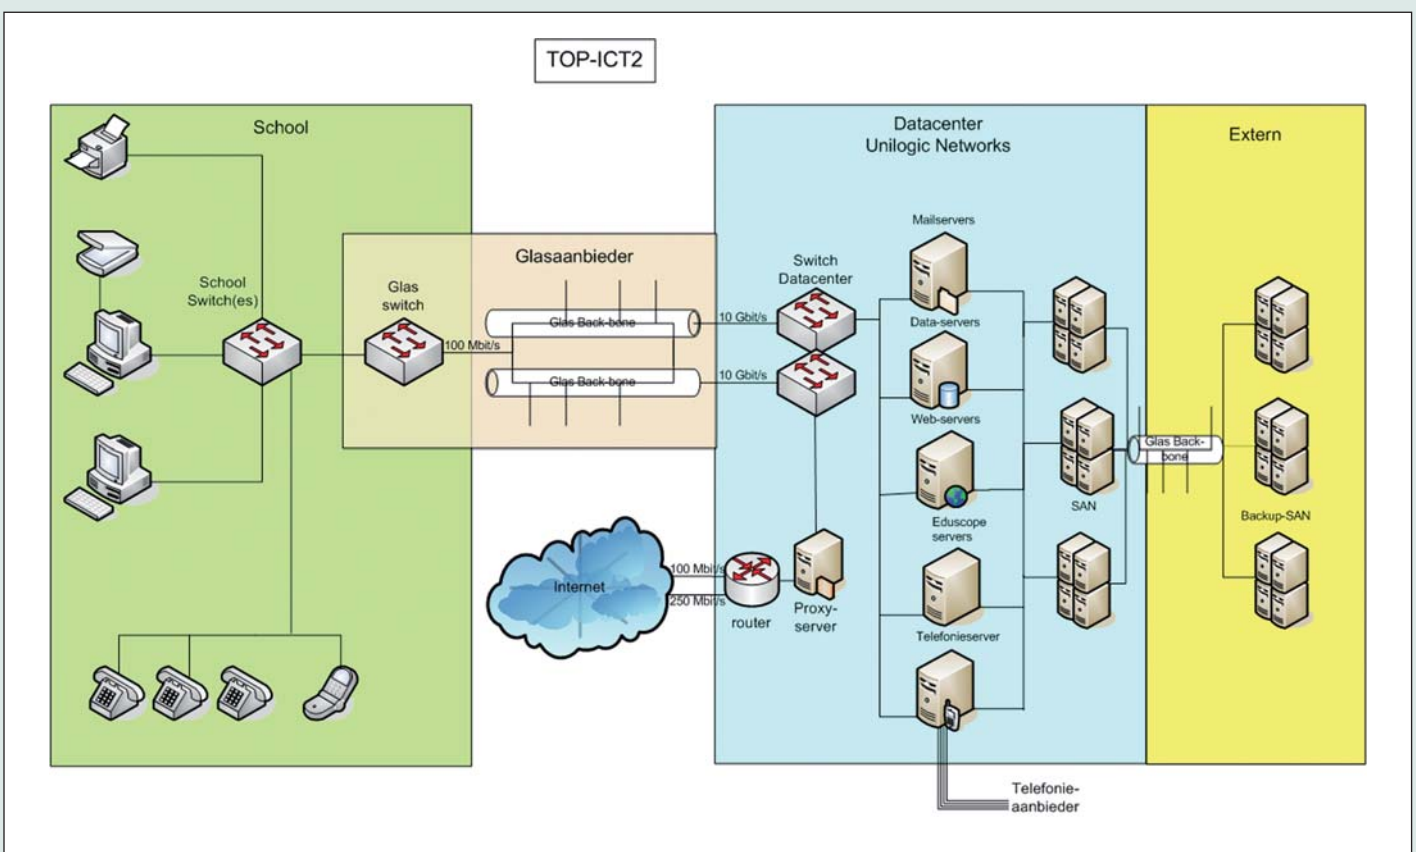 TOP-ICT2
School
School
Switch(es)
Glas
switch
Glasaanbieder
100 Mbit/s
Glas Back-bone
Glas Back-bone
10 Gbit/s
10 Gbit/s
Datacenter
Unilogic Networks
Switch
Datacenter
Mailservers
Data-servers
Web-servers
Eduscope
servers
Telefonieserver
SAN
Glas Back-
bone
Extern
Backup-SAN
Internet
100 Mbit/s
250 Mbit/s
router
Proxy-
server
Telefonie-
aanbieder